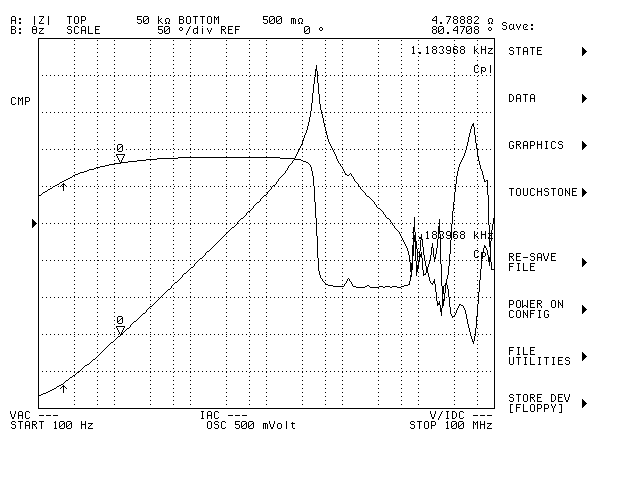 A: |Z| TOP 50 kΩ BOTTOM 500 mΩ 4.78882 Ω
B: θz SCALE 50 °/div REF 0 ° 80.4708 °
Save:
1.183968 kHz
Cpl
STATE
CMP
DATA
0
GRAPHICS
TOUCHSTONE
.183968 kHz
Cpl
RE-SAVE
FILE
0
POWER ON
CONFIG
FILE
UTILITIES
STORE DEV
[FLOPPY]
VAC --- IAC --- V/IDC ---
START 100 Hz OSC 500 mVolt STOP 100 MHz